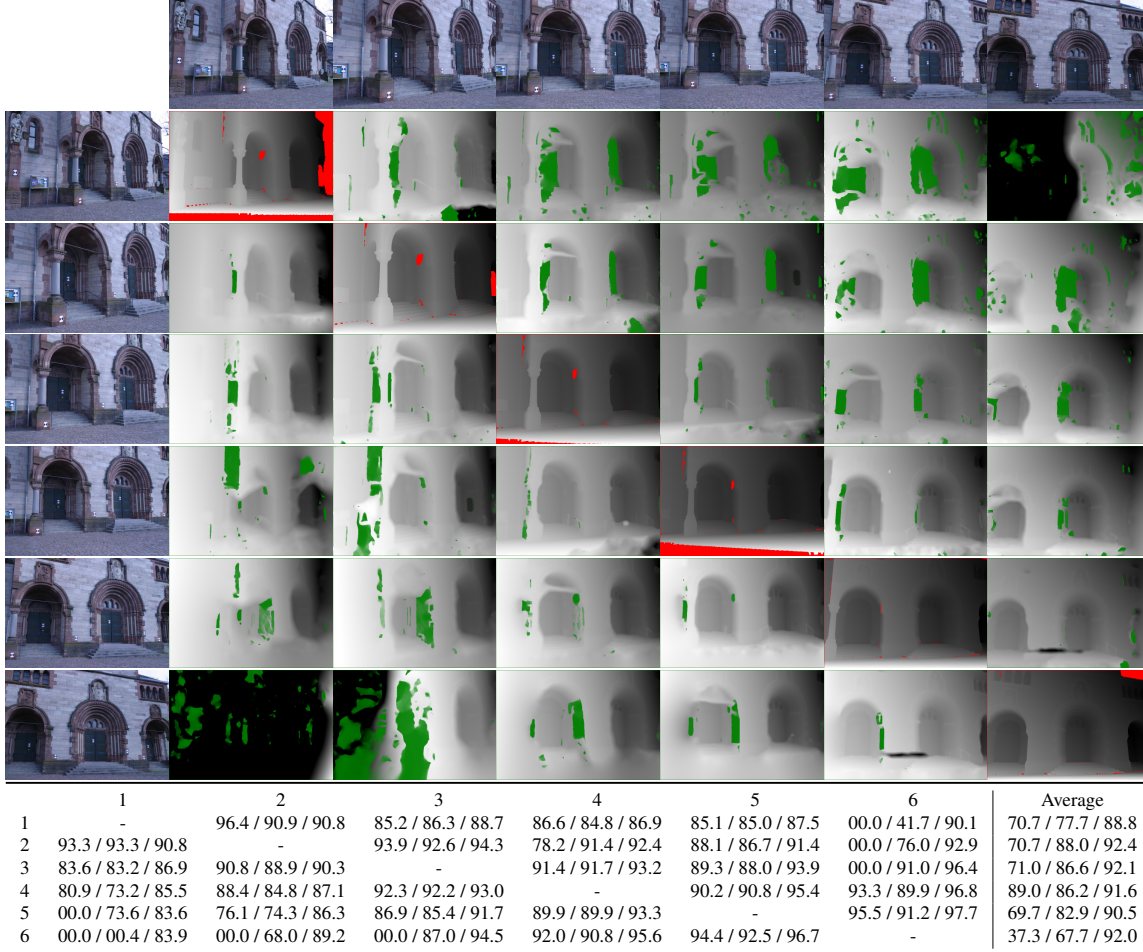 1 2 3 4 5 6 Average
1 - 96.4 / 90.9 / 90.8 85.2 / 86.3 / 88.7 86.6 / 84.8 / 86.9 85.1 / 85.0 / 87.5 00.0 / 41.7 / 90.1 70.7 / 77.7 / 88.8
2 93.3 / 93.3 / 90.8 - 93.9 / 92.6 / 94.3 78.2 / 91.4 / 92.4 88.1 / 86.7 / 91.4 00.0 / 76.0 / 92.9 70.7 / 88.0 / 92.4
3 83.6 / 83.2 / 86.9 90.8 / 88.9 / 90.3 - 91.4 / 91.7 / 93.2 89.3 / 88.0 / 93.9 00.0 / 91.0 / 96.4 71.0 / 86.6 / 92.1
4 80.9 / 73.2 / 85.5 88.4 / 84.8 / 87.1 92.3 / 92.2 / 93.0 - 90.2 / 90.8 / 95.4 93.3 / 89.9 / 96.8 89.0 / 86.2 / 91.6
5 00.0 / 73.6 / 83.6 76.1 / 74.3 / 86.3 86.9 / 85.4 / 91.7 89.9 / 89.9 / 93.3 - 95.5 / 91.2 / 97.7 69.7 / 82.9 / 90.5
6 00.0 / 00.4 / 83.9 00.0 / 68.0 / 89.2 00.0 / 87.0 / 94.5 92.0 / 90.8 / 95.6 94.4 / 92.5 / 96.7 - 37.3 / 67.7 / 92.0